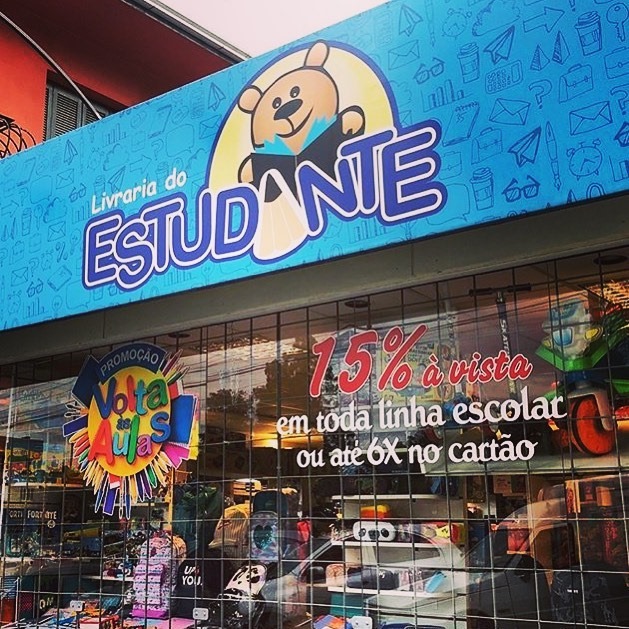 Livraria do
ESTUDANTE
PROMOÇÃO
Volta
às
Aulas
15% à vista
em toda linha escolar
ou até 6X no cartão